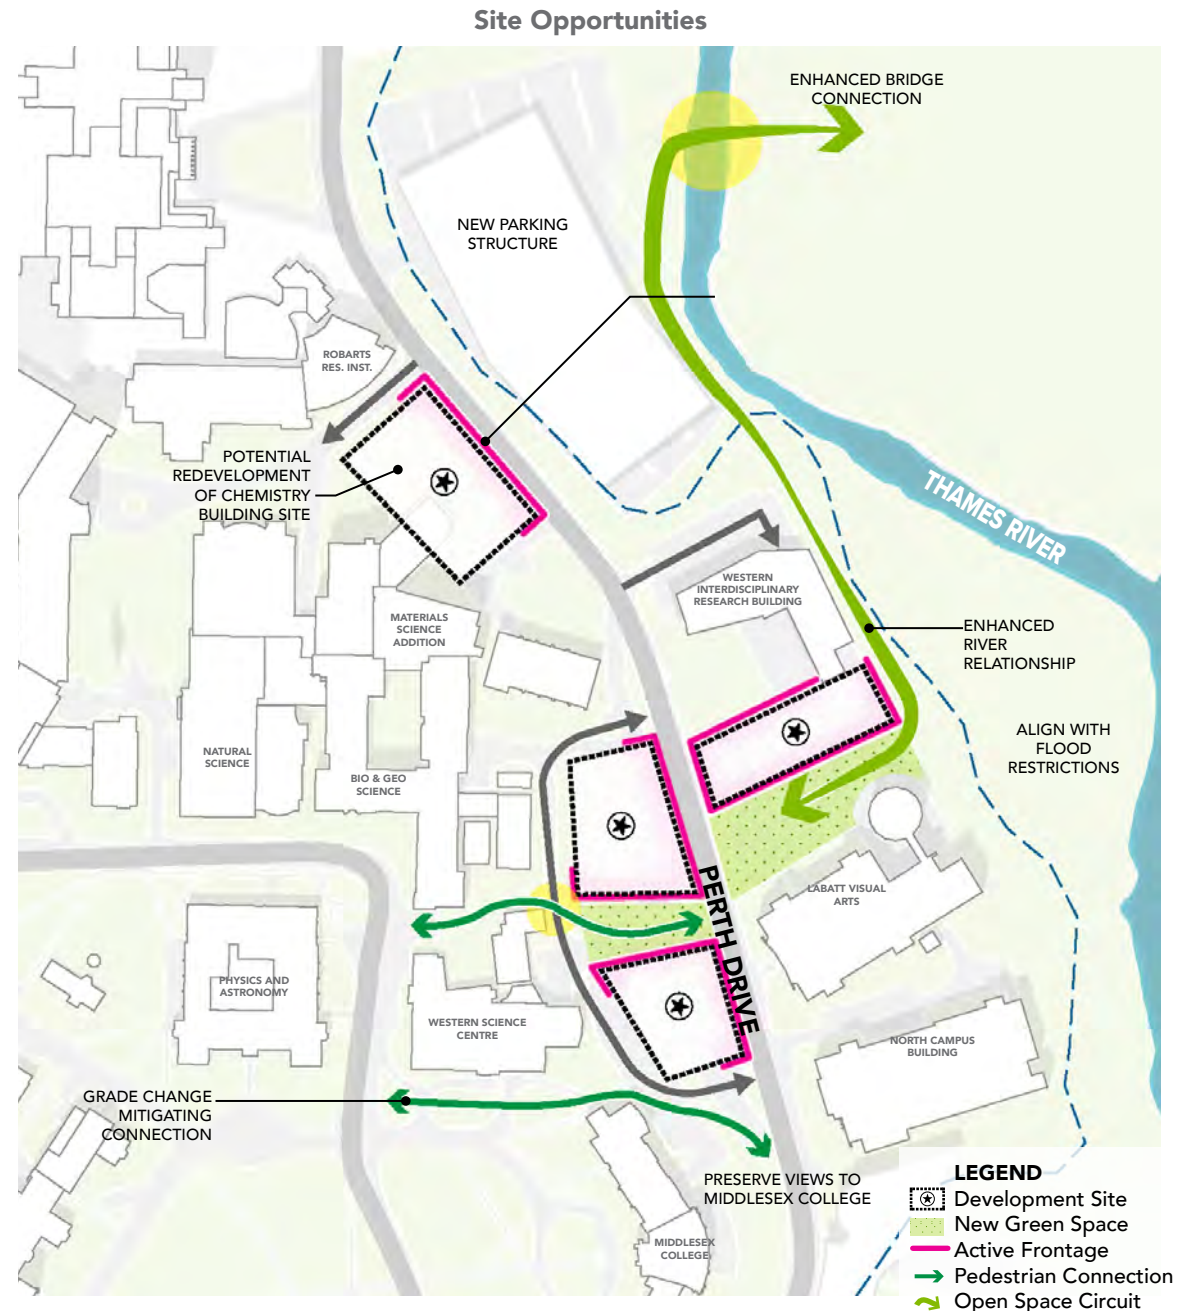 Site Opportunities
ENHANCED BRIDGE
CONNECTION
NEW PARKING
STRUCTURE
ROBARTS
RES. INST.
POTENTIAL
REDEVELOPMENT
OF CHEMISTRY
BUILDING SITE
THAMES RIVER
WESTERN
INTERDISCIPLINARY
RESEARCH BUILDING
MATERIALS
SCIENCE
ADDITION
ENHANCED
RIVER
RELATIONSHIP
NATURAL
SCIENCE
BIO & GEO
SCIENCE
ALIGN WITH
FLOOD
RESTRICTIONS
PERTH DRIVE
LABATT VISUAL
ARTS
PHYSICS AND
ASTRONOMY
WESTERN SCIENCE
CENTRE
NORTH CAMPUS
BUILDING
GRADE CHANGE
MITIGATING
CONNECTION
PRESERVE VIEWS TO
MIDDLESEX COLLEGE
MIDDLESEX
COLLEGE
LEGEND
Development Site
New Green Space
Active Frontage
Pedestrian Connection
Open Space Circuit